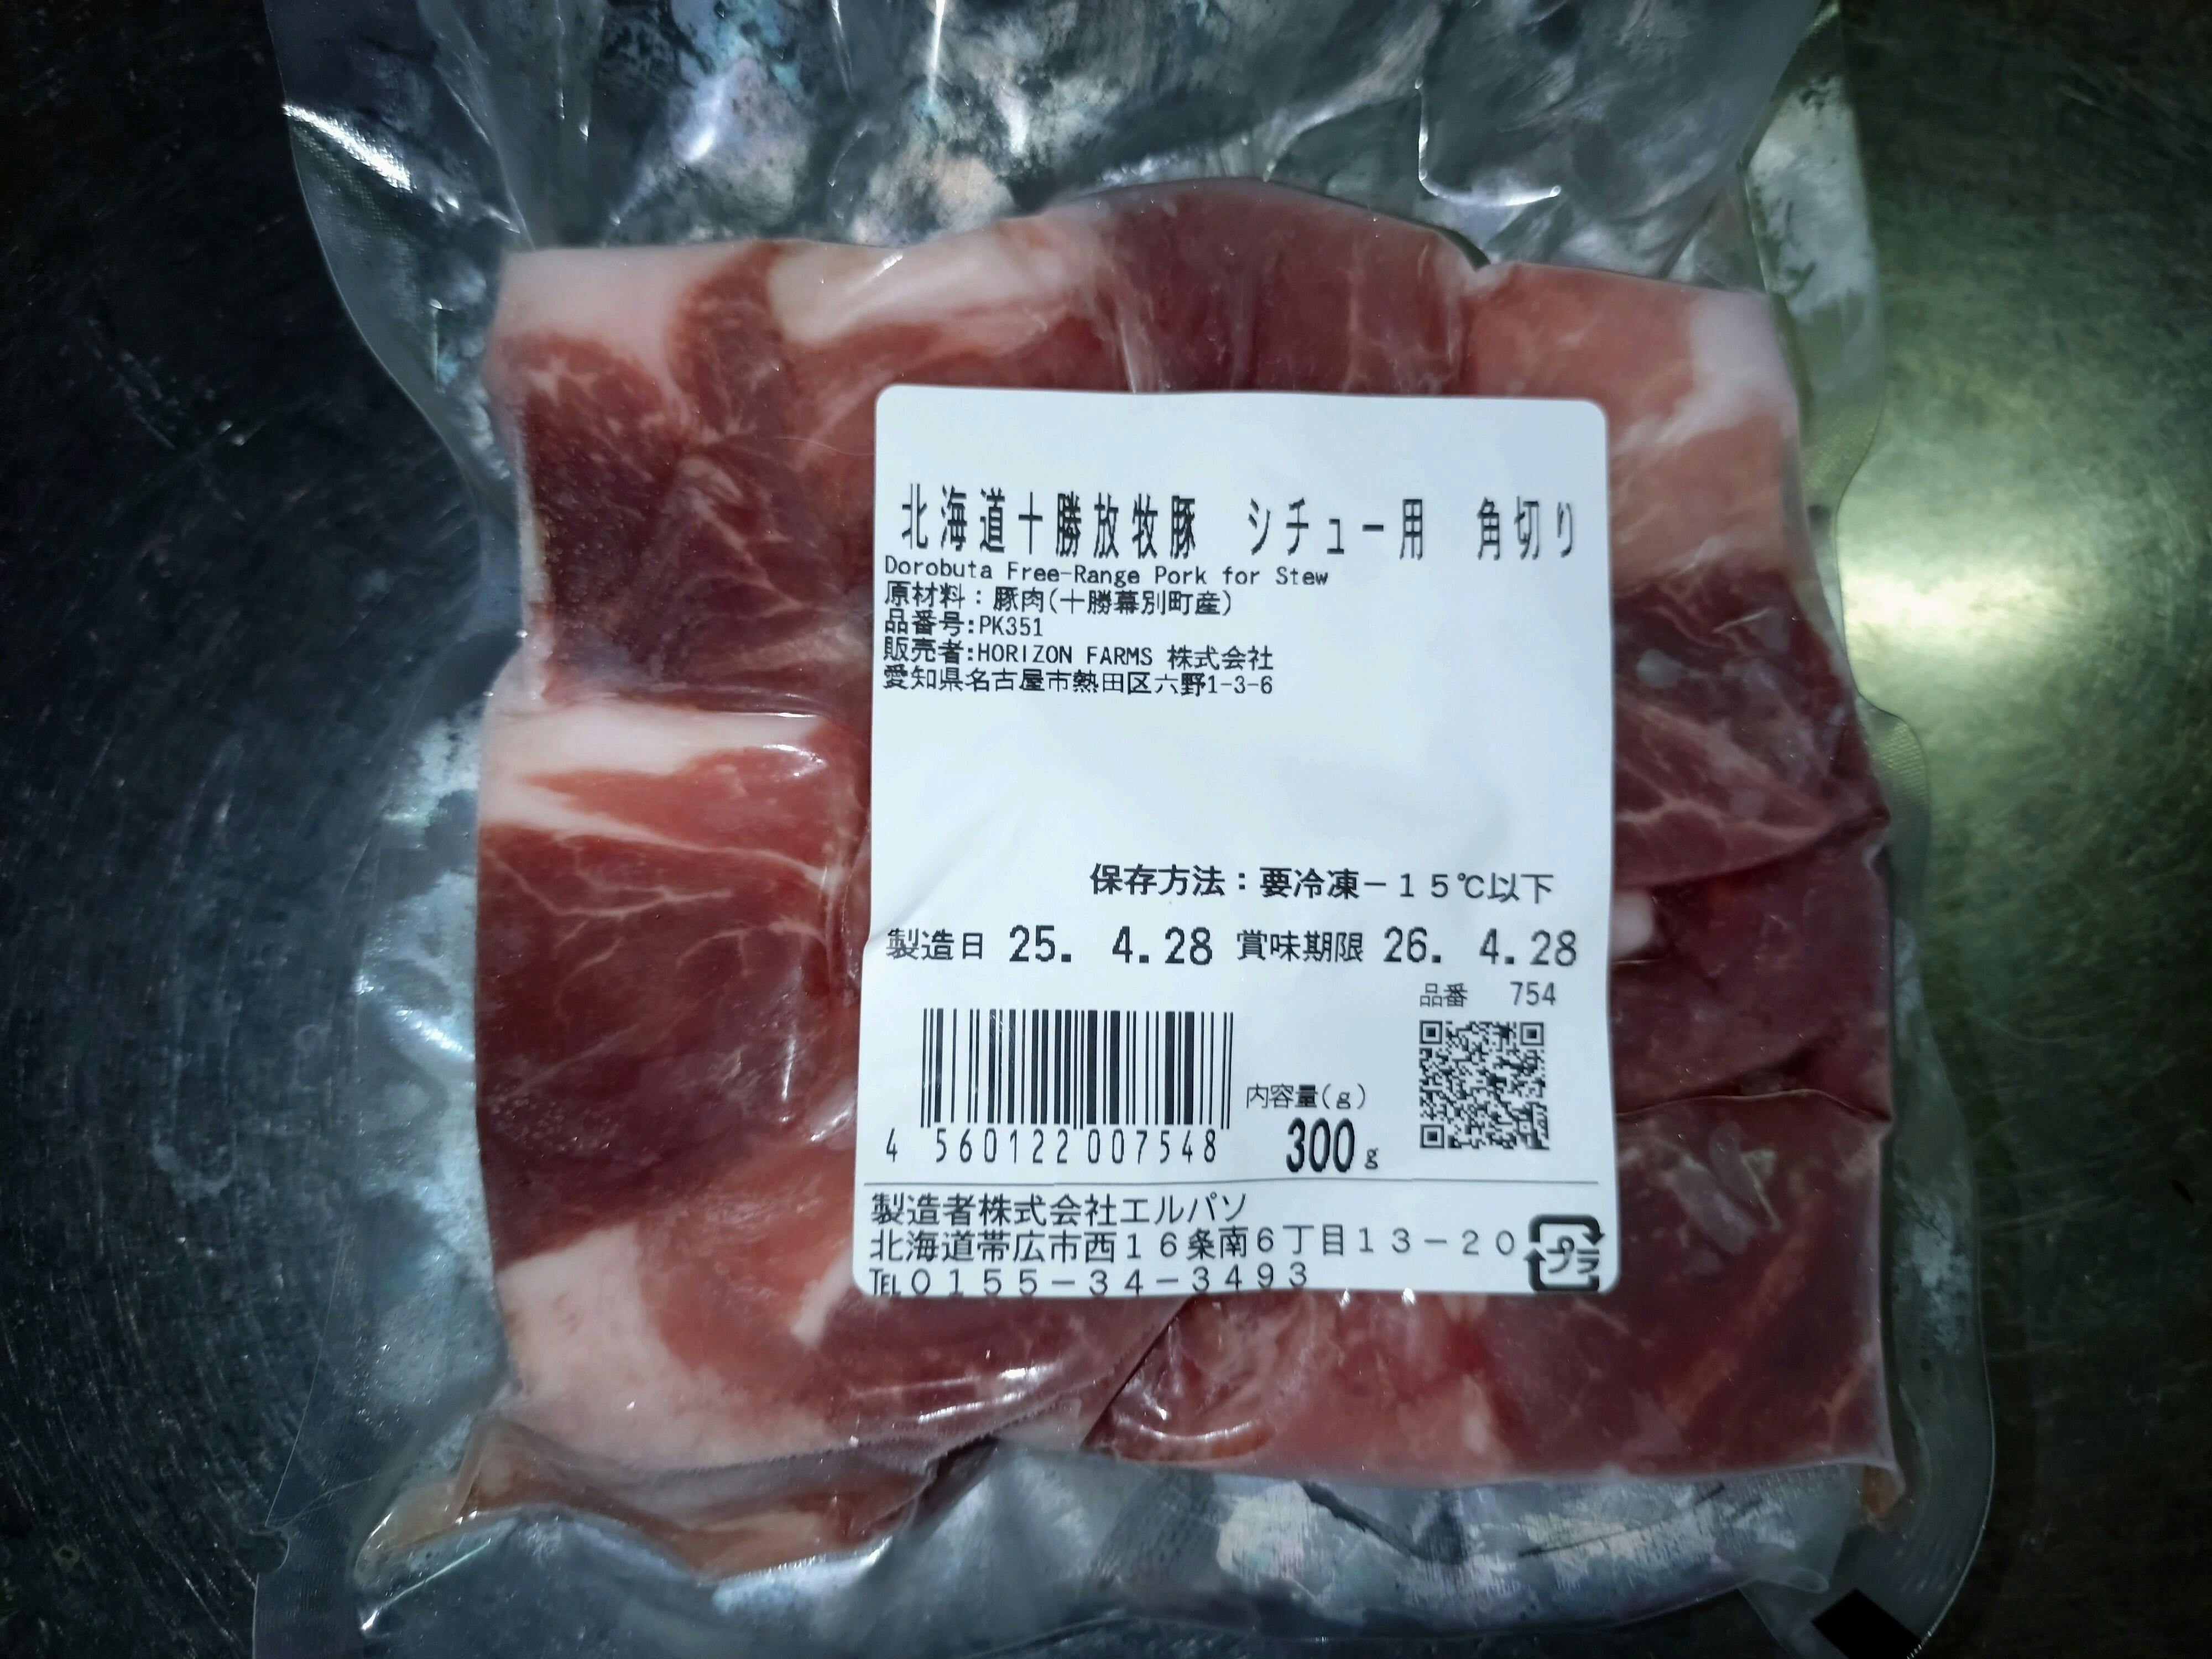 北海道十勝放牧豚 シチュー用 角切り
Dorobuta Free-Range Pork for Stew
原材料：豚肉(十勝幕別町産)
品番号:PK351
販売者:HORIZON FARMS 株式会社
愛知県名古屋市熱田区六野1-3-6
保存方法：要冷凍－１５℃以下
製造日 25. 4.28 賞味期限 26. 4.28
品番 754
4 560122 007548
内容量(g)
300g
製造者株式会社エルパソ
北海道帯広市西１６条南６丁目１３－２０
プラ
℡０１５５－３４－３４９３